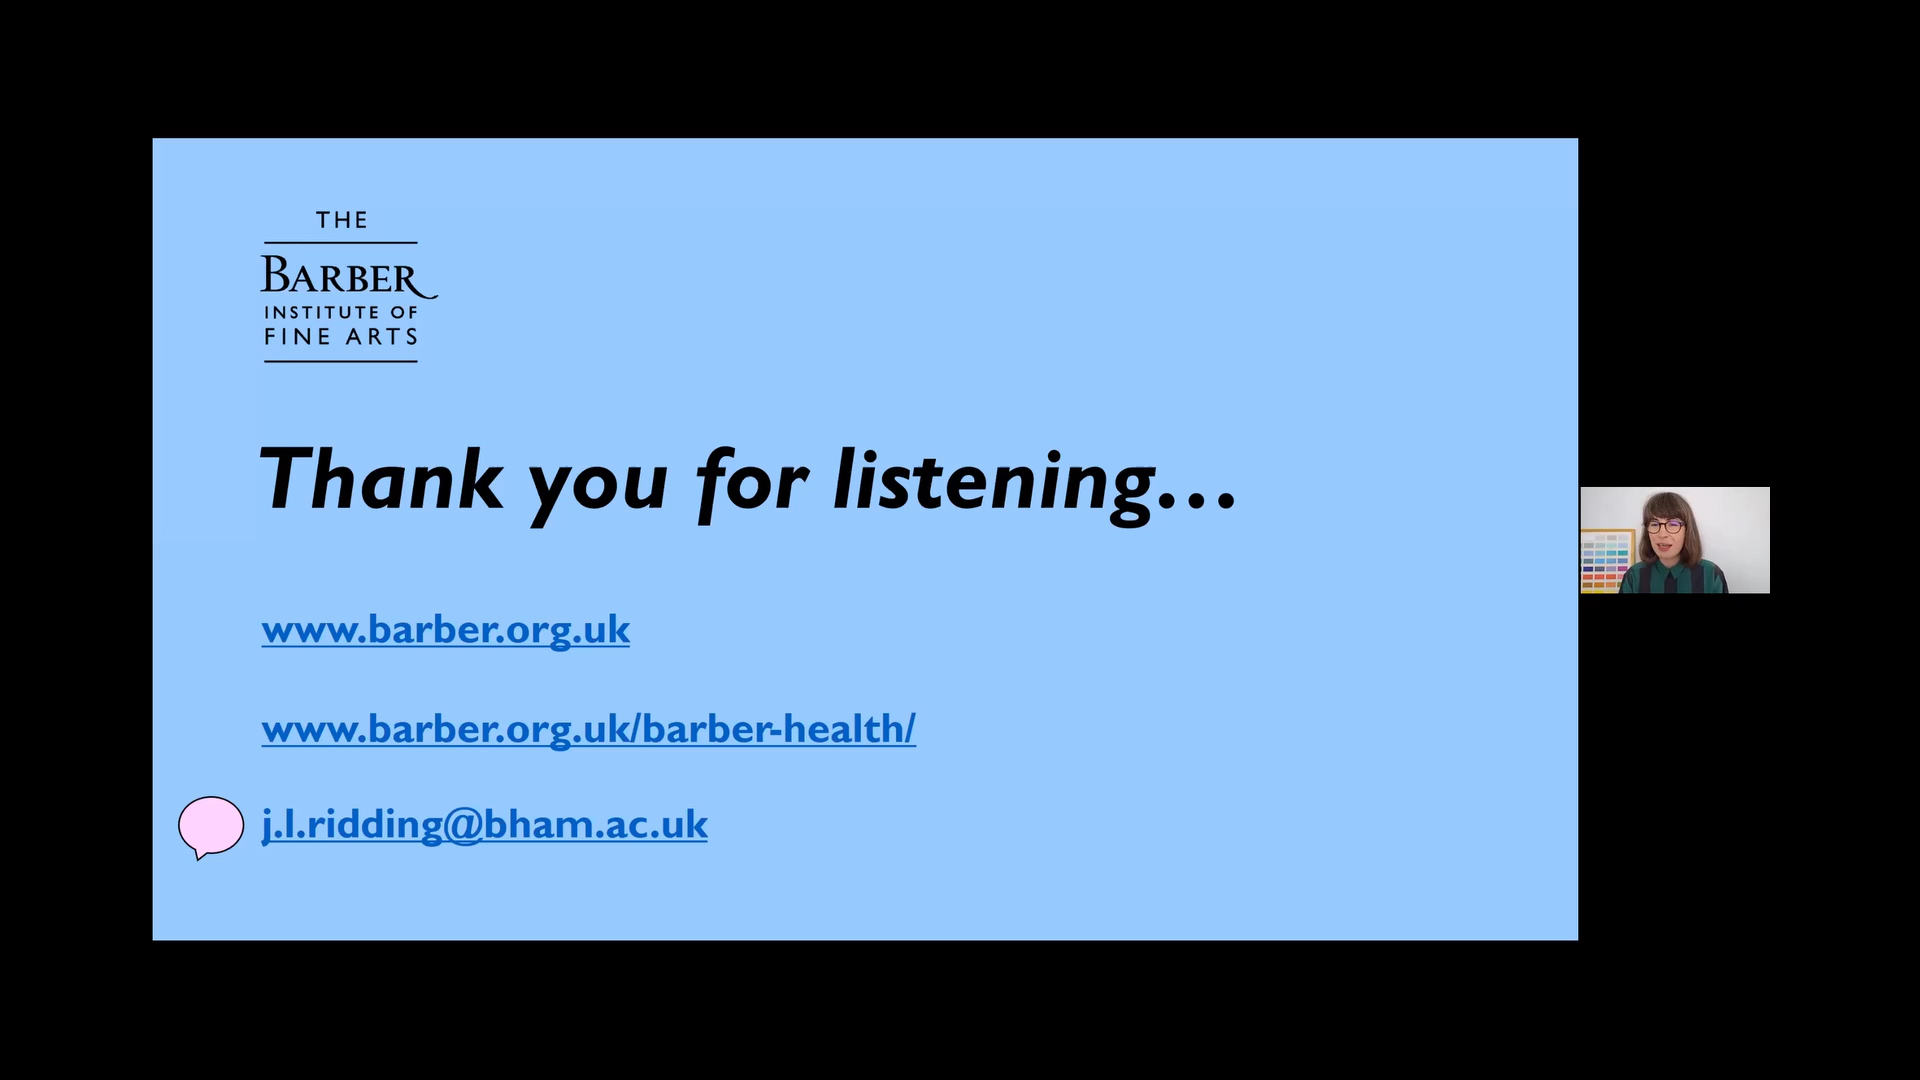 THE
BARBER
INSTITUTE OF
FINE ARTS
Thank you for listening...
www.barber.org.uk
www.barber.org.uk/barber-health/
j.l.ridding@bham.ac.uk